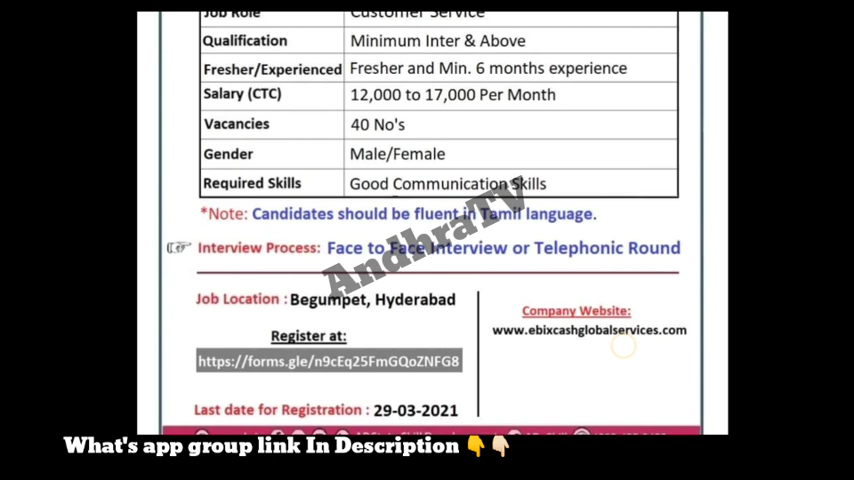 Job Role Customer Service
Qualification Minimum Inter & Above
Fresher/Experienced Fresher and Min. 6 months experience
Salary (CTC) 12,000 to 17,000 Per Month
Vacancies 40 No's
Gender Male/Female
Required Skills Good Communication Skills
*Note: Candidates should be fluent in Tamil language.
Interview Process: Face to Face Interview or Telephonic Round
AndhraTV
Job Location : Begumpet, Hyderabad
Register at:
https://forms.gle/n9cEq25FmGQoZNFG8
Last date for Registration : 29-03-2021
Company Website:
www.ebixcashglobalservices.com
What's app group link In Description 👇👇🏻